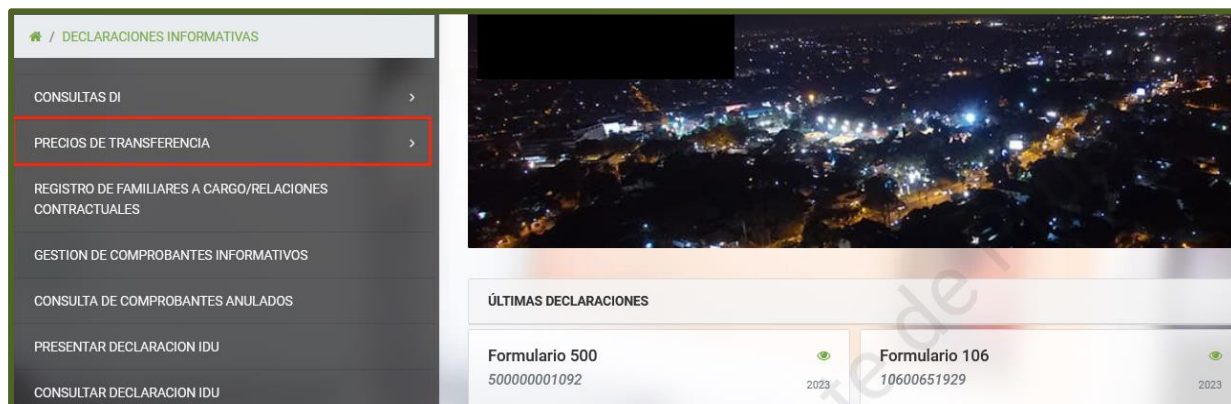 / DECLARACIONES INFORMATIVAS
CONSULTAS DI
PRECIOS DE TRANSFERENCIA
REGISTRO DE FAMILIARES A CARGO/RELACIONES
CONTRACTUALES
GESTION DE COMPROBANTES INFORMATIVOS
CONSULTA DE COMPROBANTES ANULADOS
PRESENTAR DECLARACION IDU
CONSULTAR DECLARACION IDU
ÚLTIMAS DECLARACIONES
Formulario 500
500000001092
2023
Formulario 106
10600651929
2023